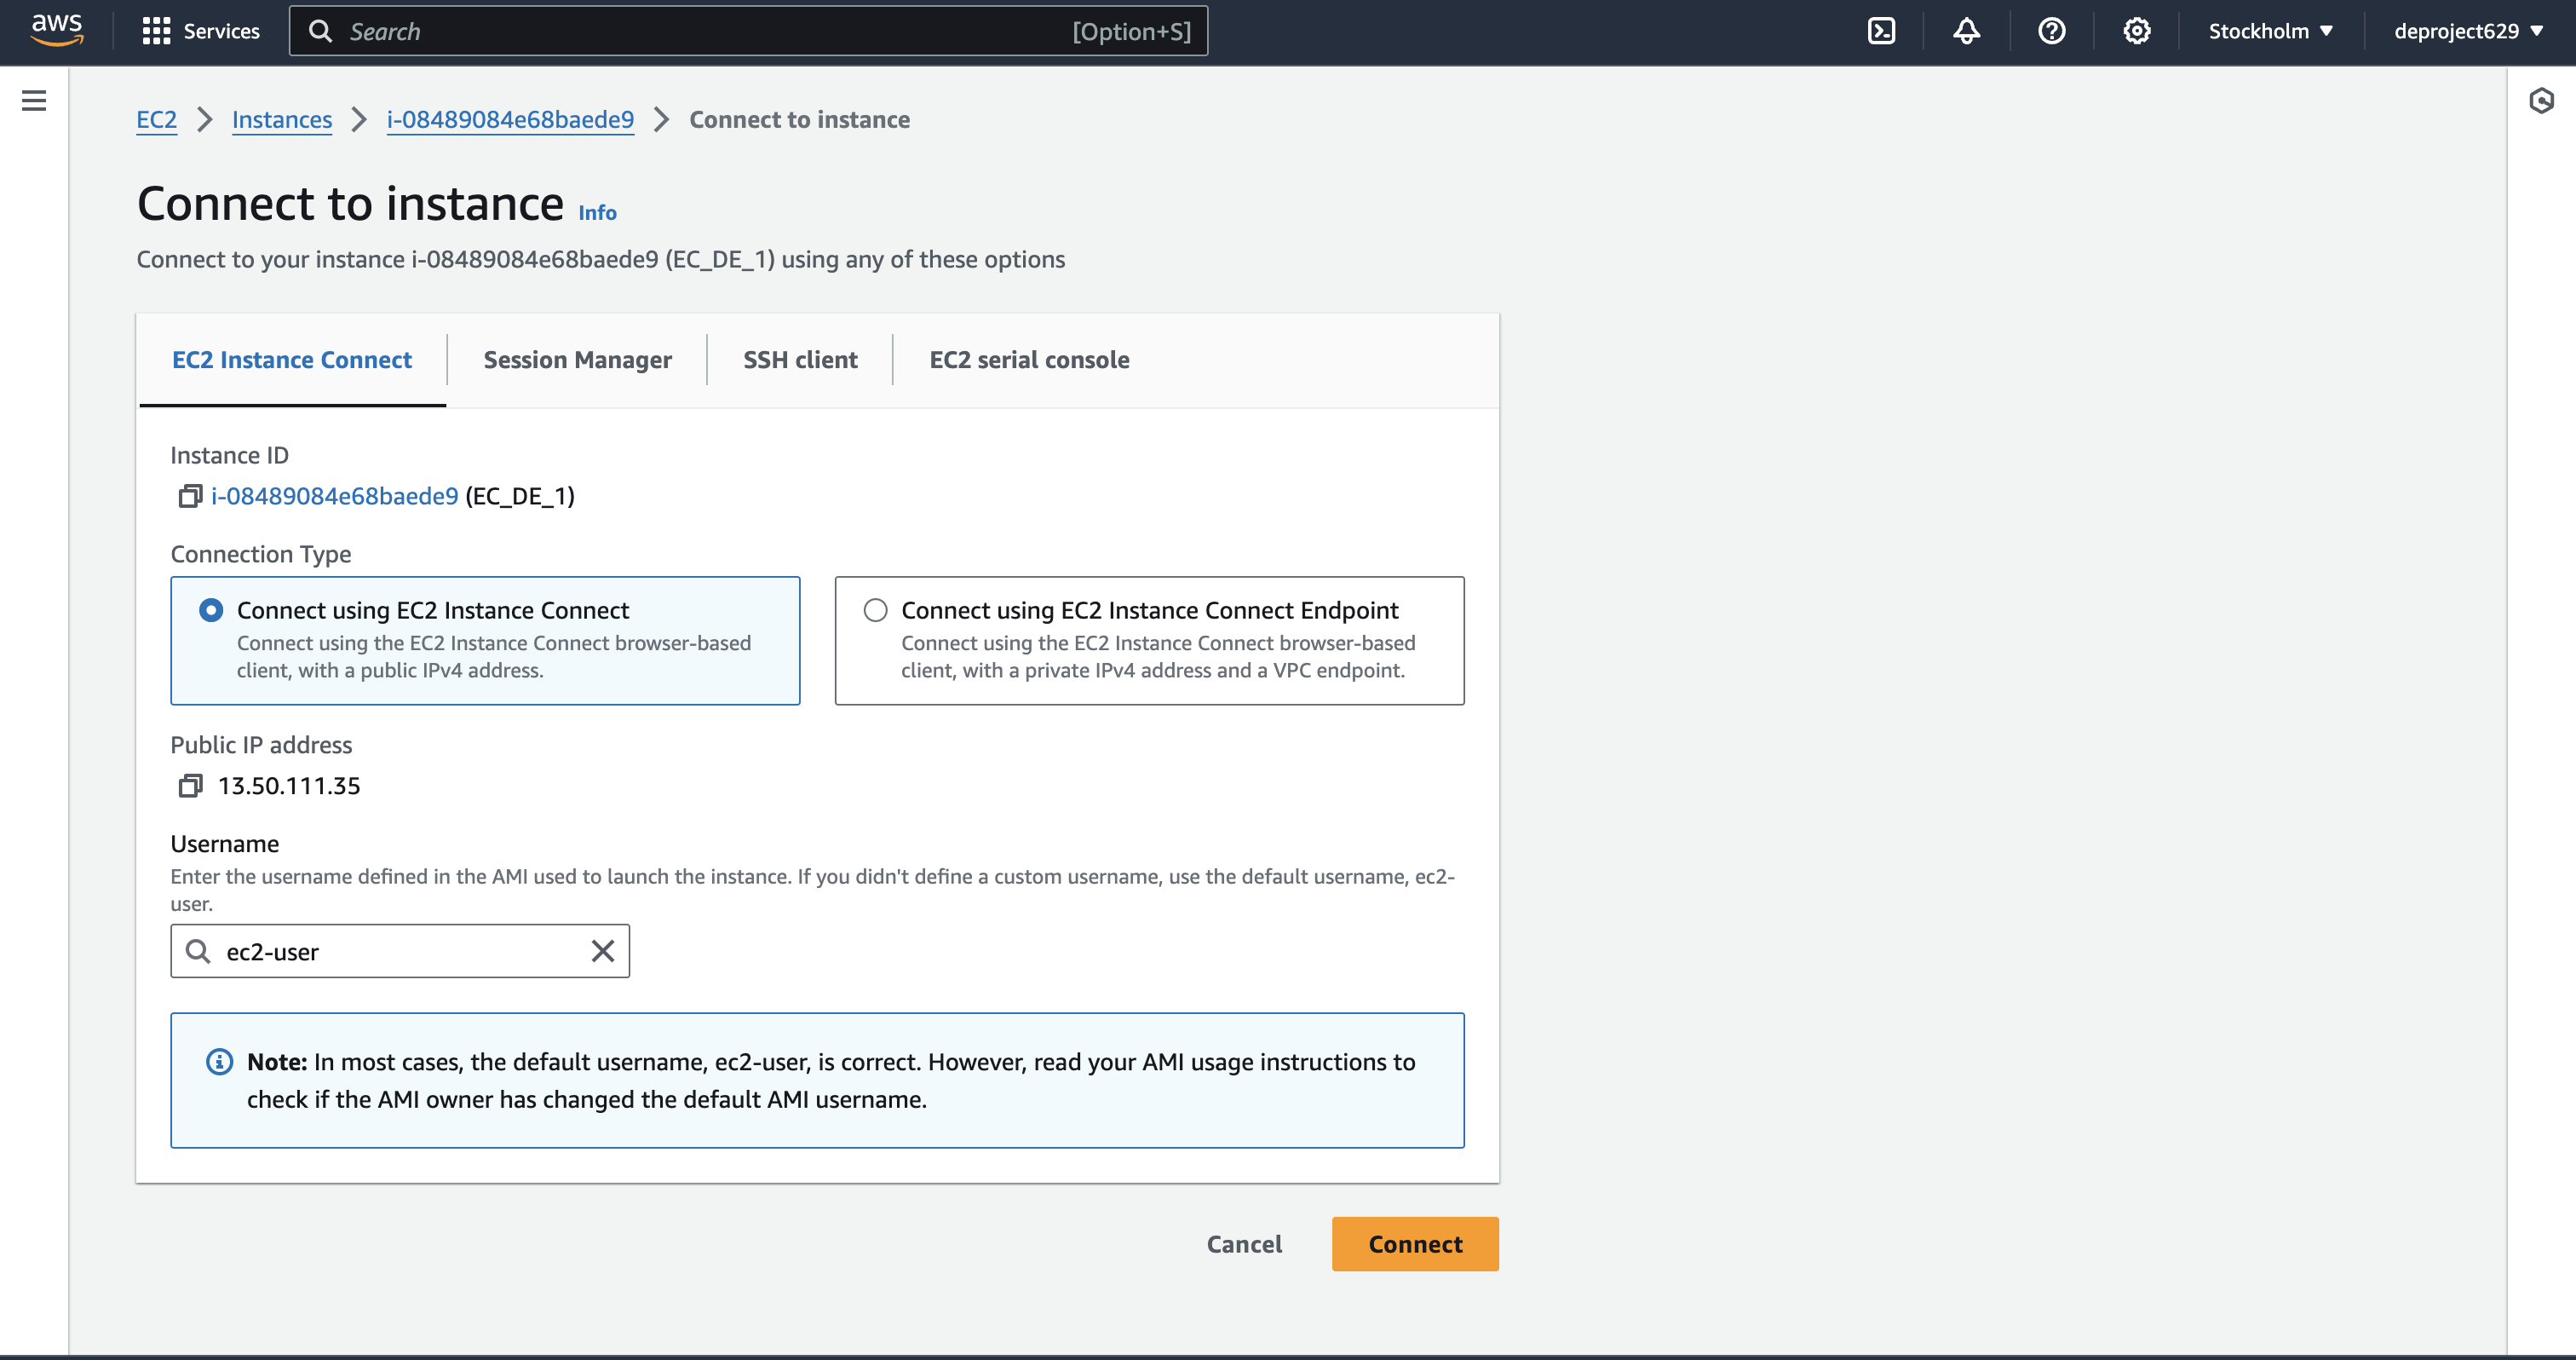 aws
Services
Search
[Option+S]
Stockholm
deproject629
EC2
Instances
i-08489084e68baede9
Connect to instance
Connect to instance Info
Connect to your instance i-08489084e68baede9 (EC_DE_1) using any of these options
EC2 Instance Connect
Session Manager
SSH client
EC2 serial console
Instance ID
i-08489084e68baede9 (EC_DE_1)
Connection Type
Connect using EC2 Instance Connect
Connect using the EC2 Instance Connect browser-based
client, with a public IPv4 address.
Connect using EC2 Instance Connect Endpoint
Connect using the EC2 Instance Connect browser-based
client, with a private IPv4 address and a VPC endpoint.
Public IP address
13.50.111.35
Username
Enter the username defined in the AMI used to launch the instance. If you didn't define a custom username, use the default username, ec2-
user.
ec2-user
Note: In most cases, the default username, ec2-user, is correct. However, read your AMI usage instructions to
check if the AMI owner has changed the default AMI username.
Cancel
Connect